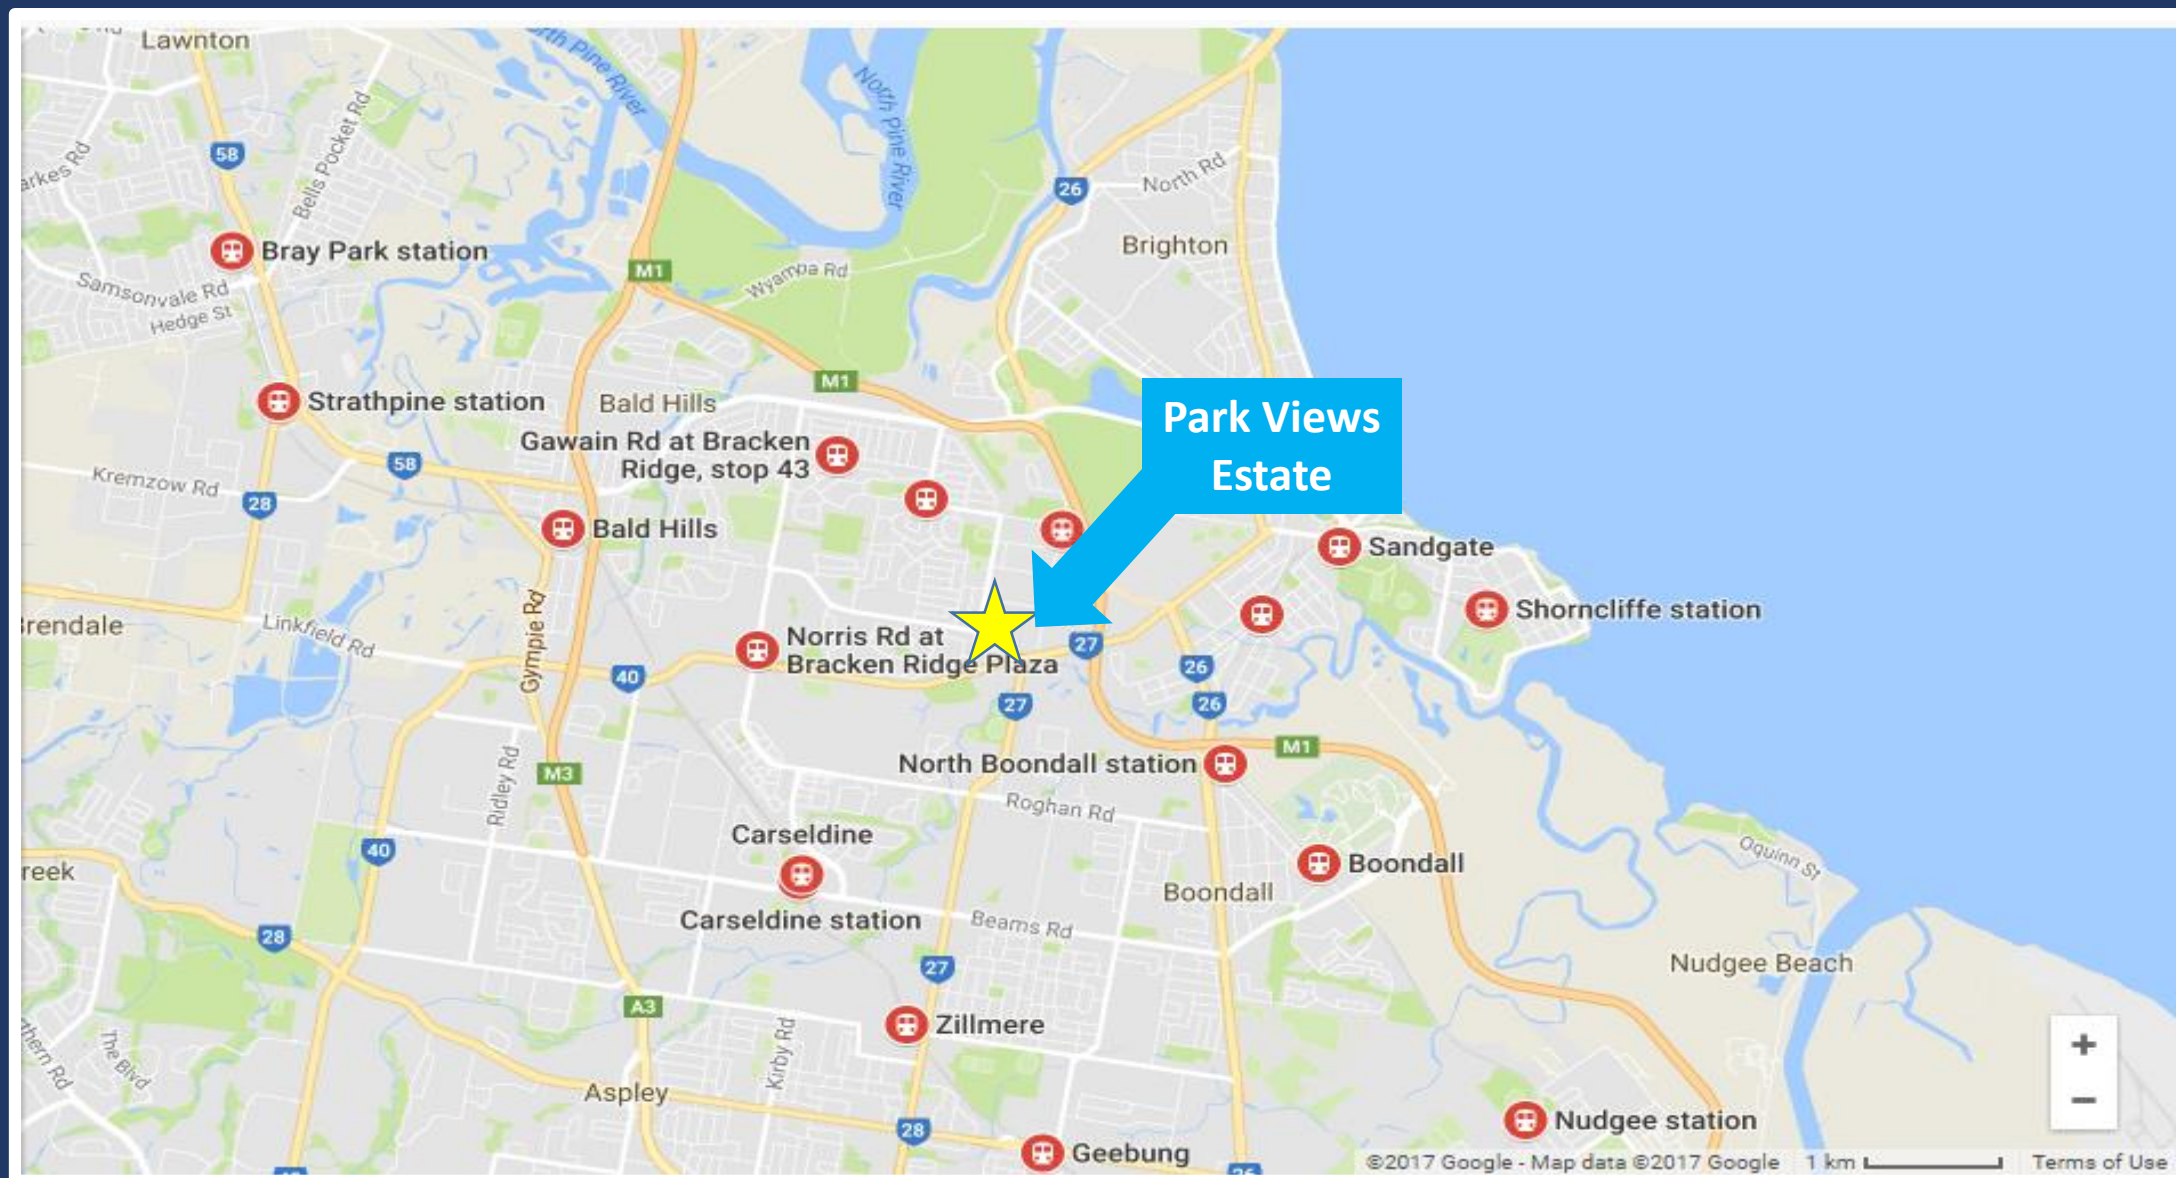 Lawnton
North Pine River
58
Bells Pocket Rd
26
North Rd
Brighton
Bray Park station
M1
Wyampa Rd
Samsonvale Rd
Hedge St
M1
Park Views
Estate
Strathpine station
Bald Hills
Gawain Rd at Bracken
Ridge, stop 43
58
Kremzow Rd
28
Bald Hills
Sandgate
Shorncliffe station
Gympie Rd
Linkfield Rd
Norris Rd at
Bracken Ridge Plaza
27
26
40
27
26
North Boondall station
M1
M3
Ridley Rd
Roghan Rd
Carseldine
40
Oquinn St
Boondall
Boondall
Carseldine station
Beams Rd
28
27
Nudgee Beach
A3
Zillmere
Kirby Rd
The Blvd
Aspley
+
−
28
Nudgee station
Geebung
©2017 Google - Map data ©2017 Google
1 km
Terms of Use